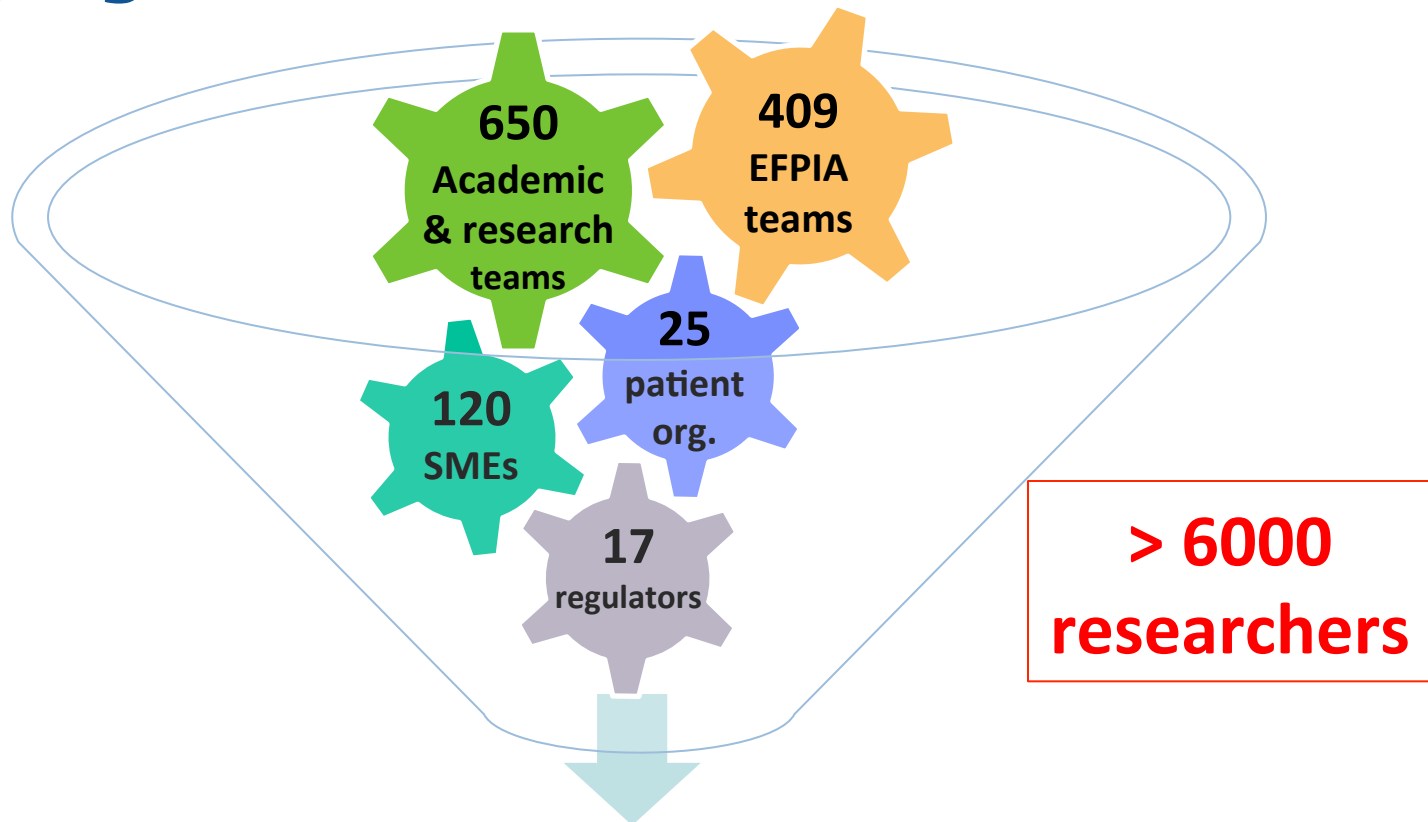 650
Academic
& research
teams
409
EFPIA
teams
25
patient
org.
120
SMEs
17
regulators
> 6000
researchers